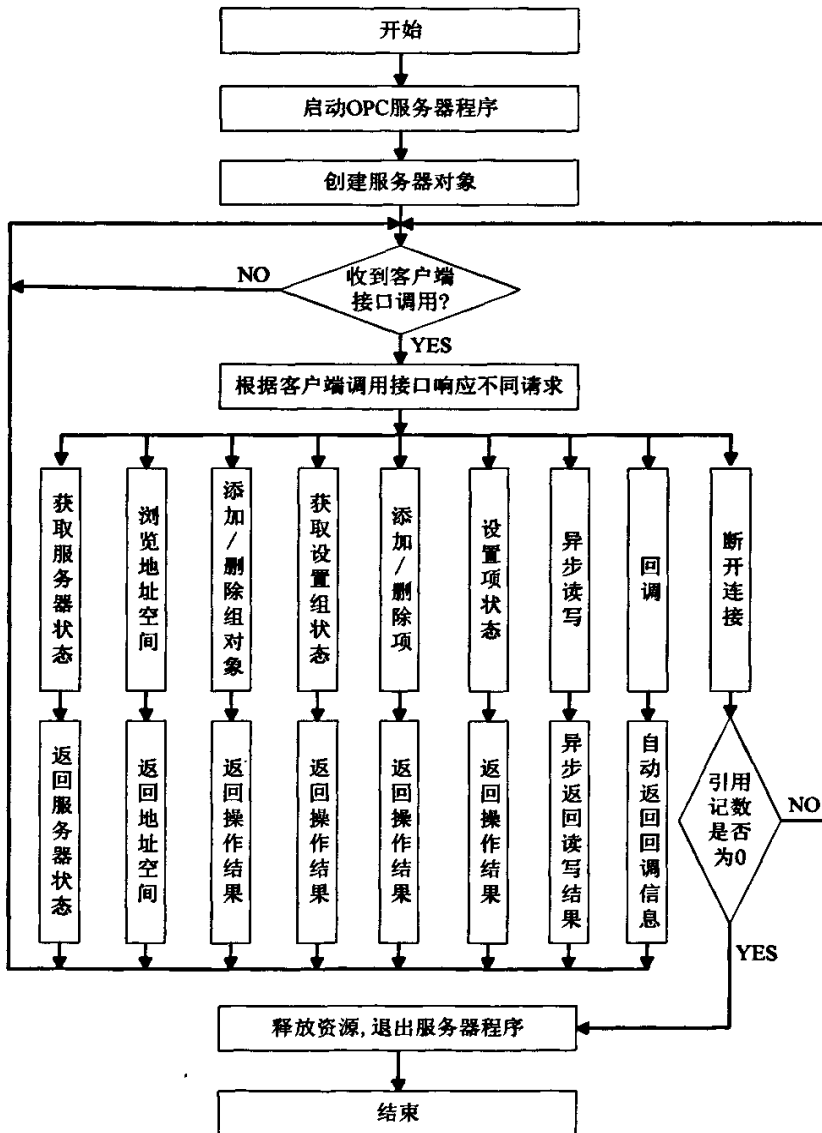 开始
启动OPC服务器程序
创建服务器对象
NO
收到客户端
接口调用?
YES
根据客户端调用接口响应不同请求
获取服务器状态
浏览地址空间
添加/删除组对象
获取设置组状态
添加/删除项
设置项状态
异步读写
回调
断开连接
返回服务器状态
返回地址空间
返回操作结果
返回操作结果
返回操作结果
返回操作结果
异步返回读写结果
自动返回回调信息
引用
记数
是否
为0
NO
YES
释放资源,退出服务器程序
结束